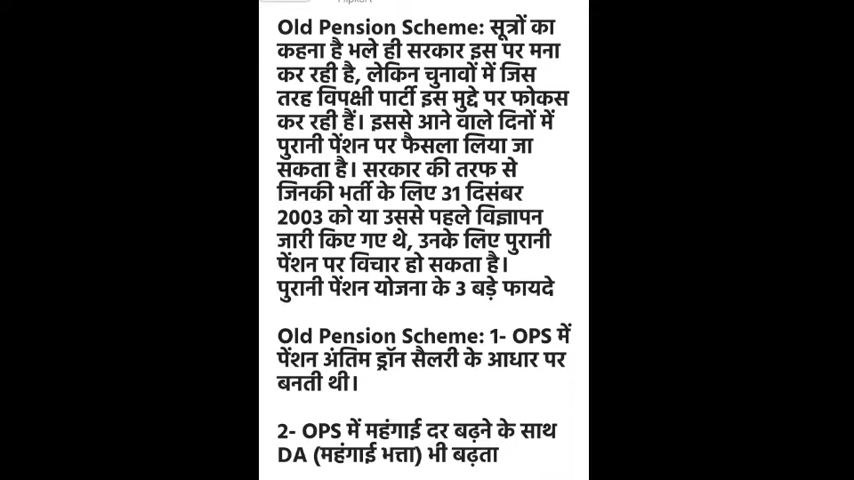 Old Pension Scheme: सूत्रों का
कहना है भले ही सरकार इस पर मना
कर रही है, लेकिन चुनावों में जिस
तरह विपक्षी पार्टी इस मुद्दे पर फोकस
कर रही हैं। इससे आने वाले दिनों में
पुरानी पेंशन पर फैसला लिया जा
सकता है। सरकार की तरफ से
जिनकी भर्ती के लिए 31 दिसंबर
2003 को या उससे पहले विज्ञापन
जारी किए गए थे, उनके लिए पुरानी
पेंशन पर विचार हो सकता है।
पुरानी पेंशन योजना के 3 बड़े फायदे
Old Pension Scheme: 1- OPS में
पेंशन अंतिम ड्रॉन सैलरी के आधार पर
बनती थी।
2- OPS में महंगाई दर बढ़ने के साथ
DA (महंगाई भत्ता) भी बढ़ता